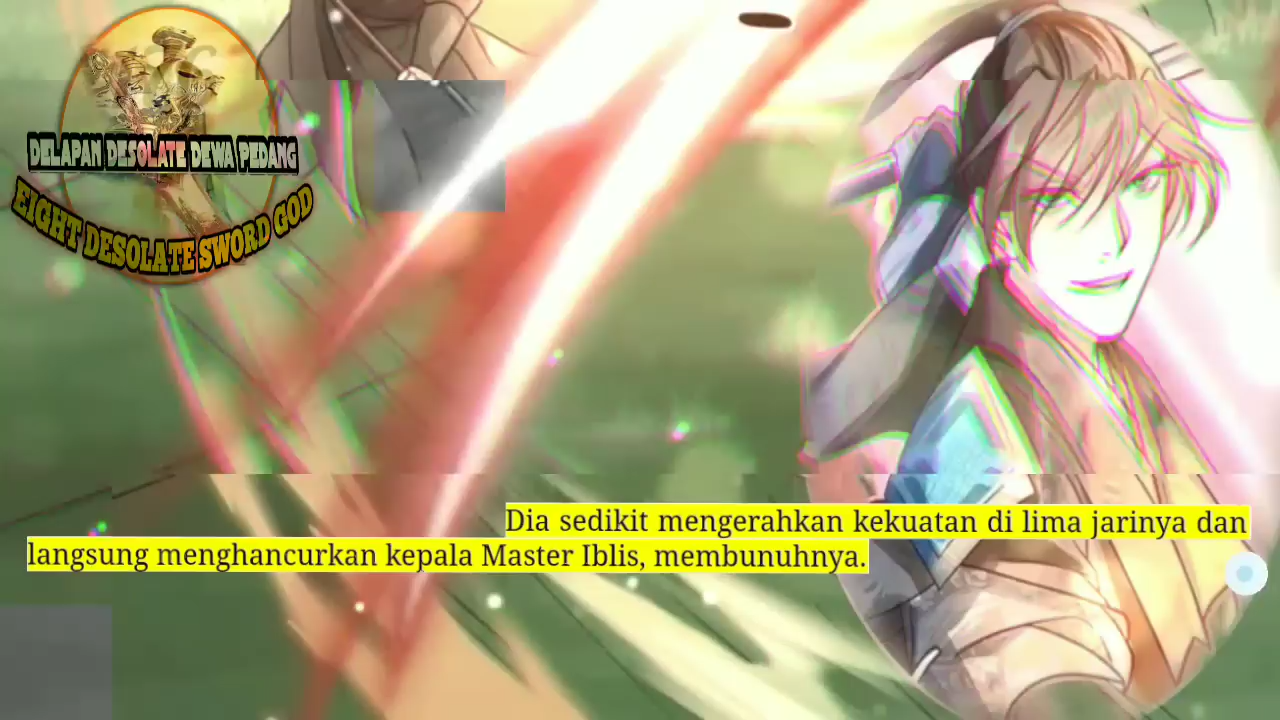 DELAPAN DESOLATE DEWA PEDANG
EIGHT DESOLATE SWORD GOD
Dia sedikit mengerahkan kekuatan di lima jarinya dan
langsung menghancurkan kepala Master Iblis, membunuhnya.